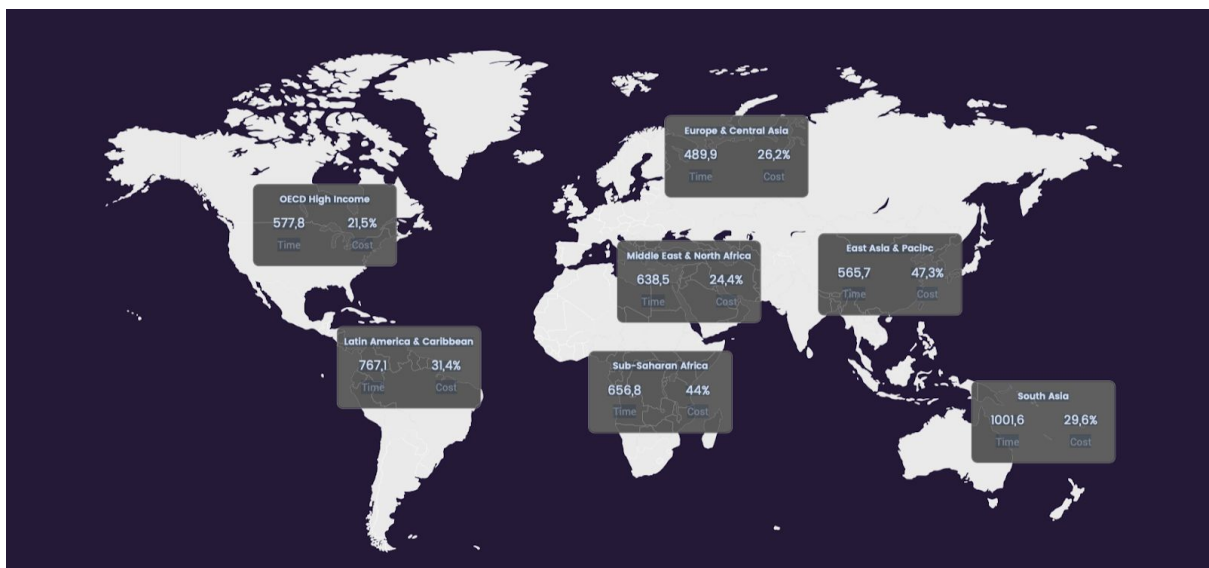 Europe & Central Asia
489,9 26,2%
Time Cost
OECD High Income
577,8 21,5%
Time Cost
East Asia & PaciÞc
565,7 47,3%
Time Cost
Middle East & North Africa
638,5 24,4%
Time Cost
Latin America & Caribbean
767,1 31,4%
Time Cost
Sub-Saharan Africa
656,8 44%
Time Cost
South Asia
1001,6 29,6%
Time Cost